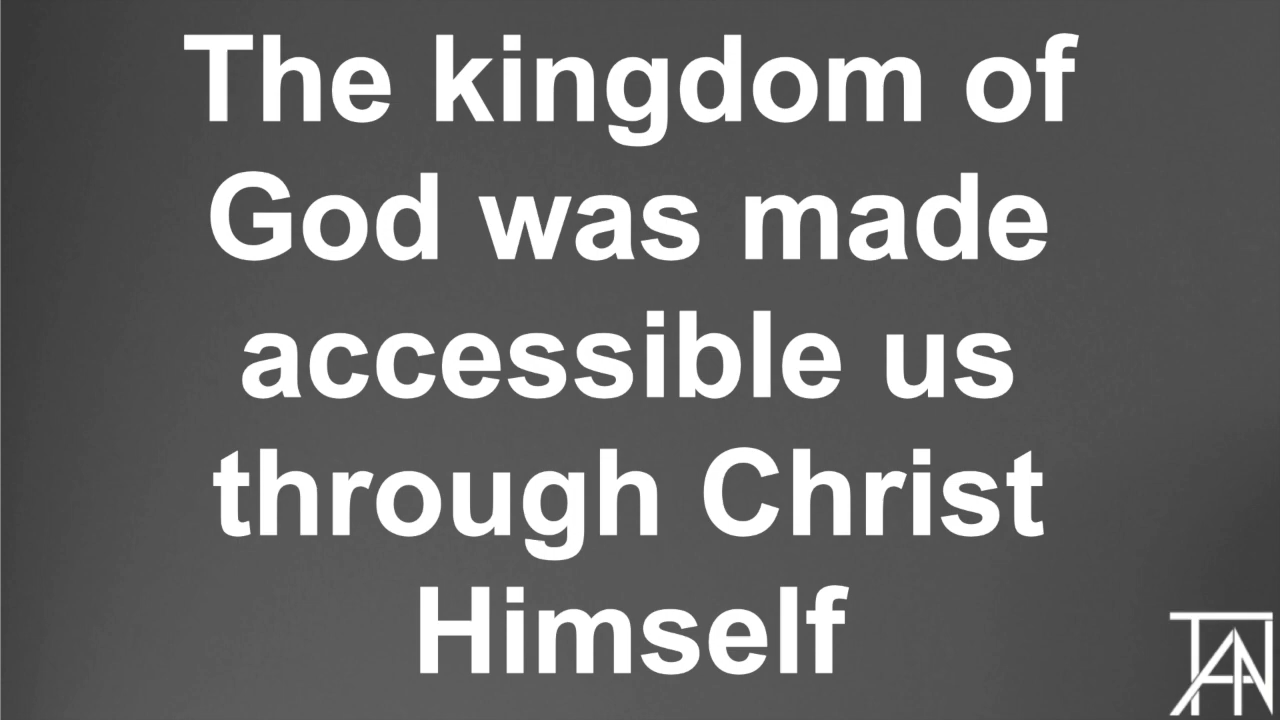 The kingdom of
God was made
accessible us
through Christ
Himself